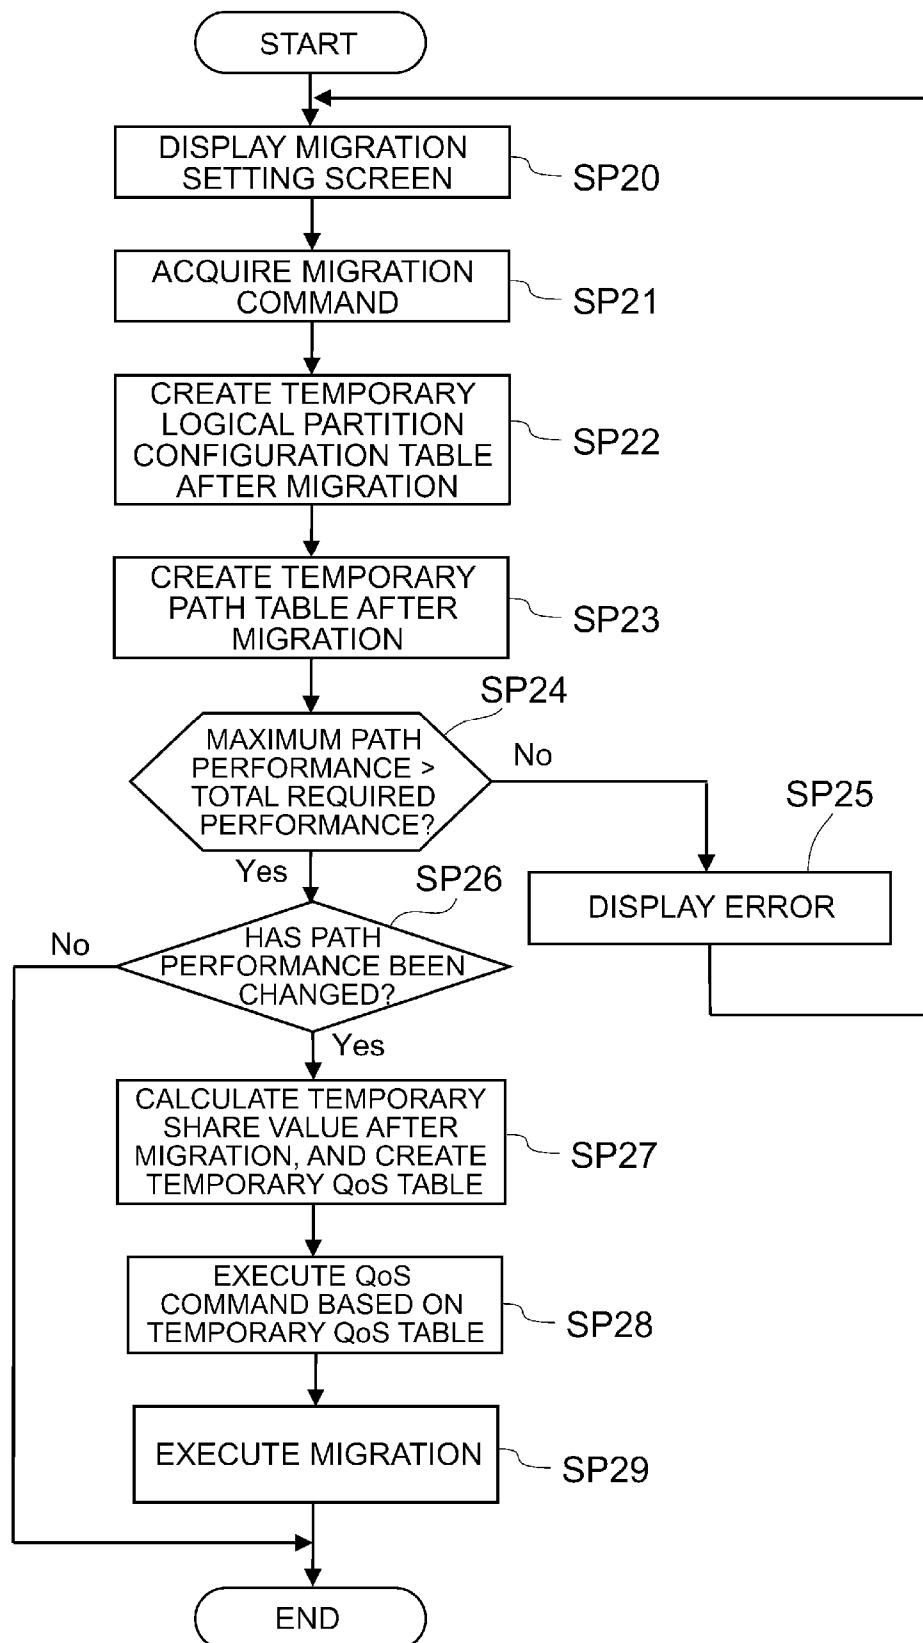 START
DISPLAY MIGRATION
SETTING SCREEN
SP20
ACQUIRE MIGRATION
COMMAND
SP21
CREATE TEMPORARY
LOGICAL PARTITION
CONFIGURATION TABLE
AFTER MIGRATION
SP22
CREATE TEMPORARY
PATH TABLE AFTER
MIGRATION
SP23
SP24
MAXIMUM PATH
PERFORMANCE >
TOTAL REQUIRED
PERFORMANCE?
No
Yes
SP25
DISPLAY ERROR
SP26
HAS PATH
PERFORMANCE BEEN
CHANGED?
No
Yes
CALCULATE TEMPORARY
SHARE VALUE AFTER
MIGRATION, AND CREATE
TEMPORARY QoS TABLE
SP27
EXECUTE QoS
COMMAND BASED ON
TEMPORARY QoS TABLE
SP28
EXECUTE MIGRATION
SP29
END